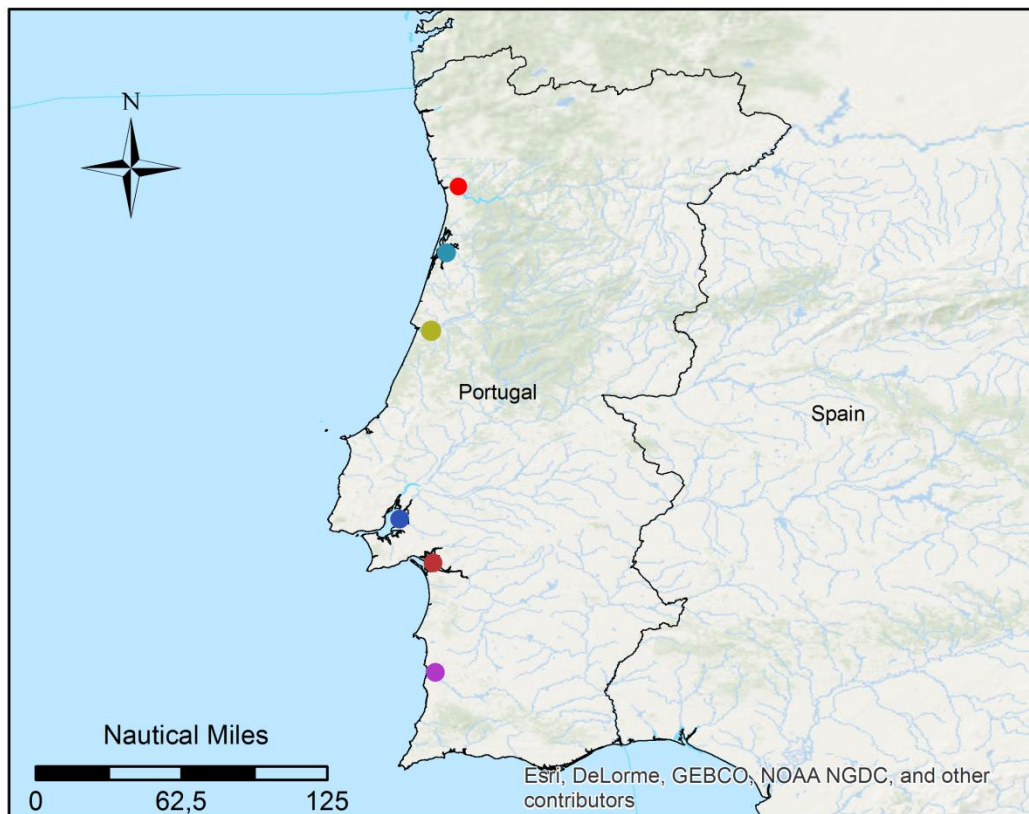 N
Portugal
Spain
Nautical Miles
0 62,5 125
Esri, DeLorme, GEBCO, NOAA NGDC, and other
contributors